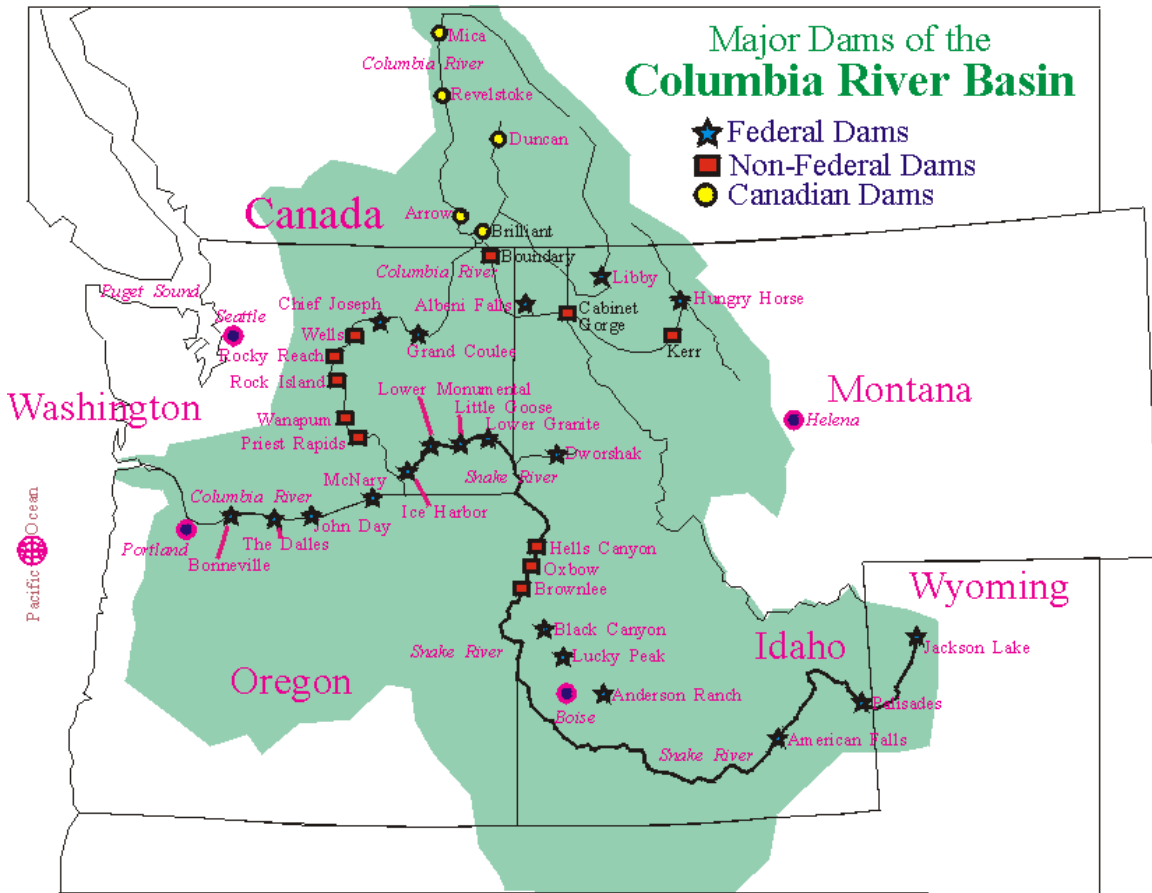 Major Dams of the
Columbia River Basin
Federal Dams
Non-Federal Dams
Canadian Dams
Mica
Columbia River
Revelstoke
Duncan
Canada
Arrow
Brilliant
Boundary
Columbia River
Libby
Puget Sound
Hungry Horse
Chief Joseph
Albeni Falls
Cabinet
Gorge
Seattle
Wells
Grand Coulee
Kerr
Rocky Reach
Rock Island
Lower Monumental
Little Goose
Lower Granite
Washington
Montana
Helena
Wanapum
Priest Rapids
Dworshak
McNary
Snake River
Columbia River
Ice Harbor
John Day
The Dalles
Portland
Bonneville
Pacific Ocean
Hells Canyon
Oxbow
Brownlee
Wyoming
Black Canyon
Snake River
Lucky Peak
Idaho
Jackson Lake
Oregon
Anderson Ranch
Boise
Palisades
American Falls
Snake River